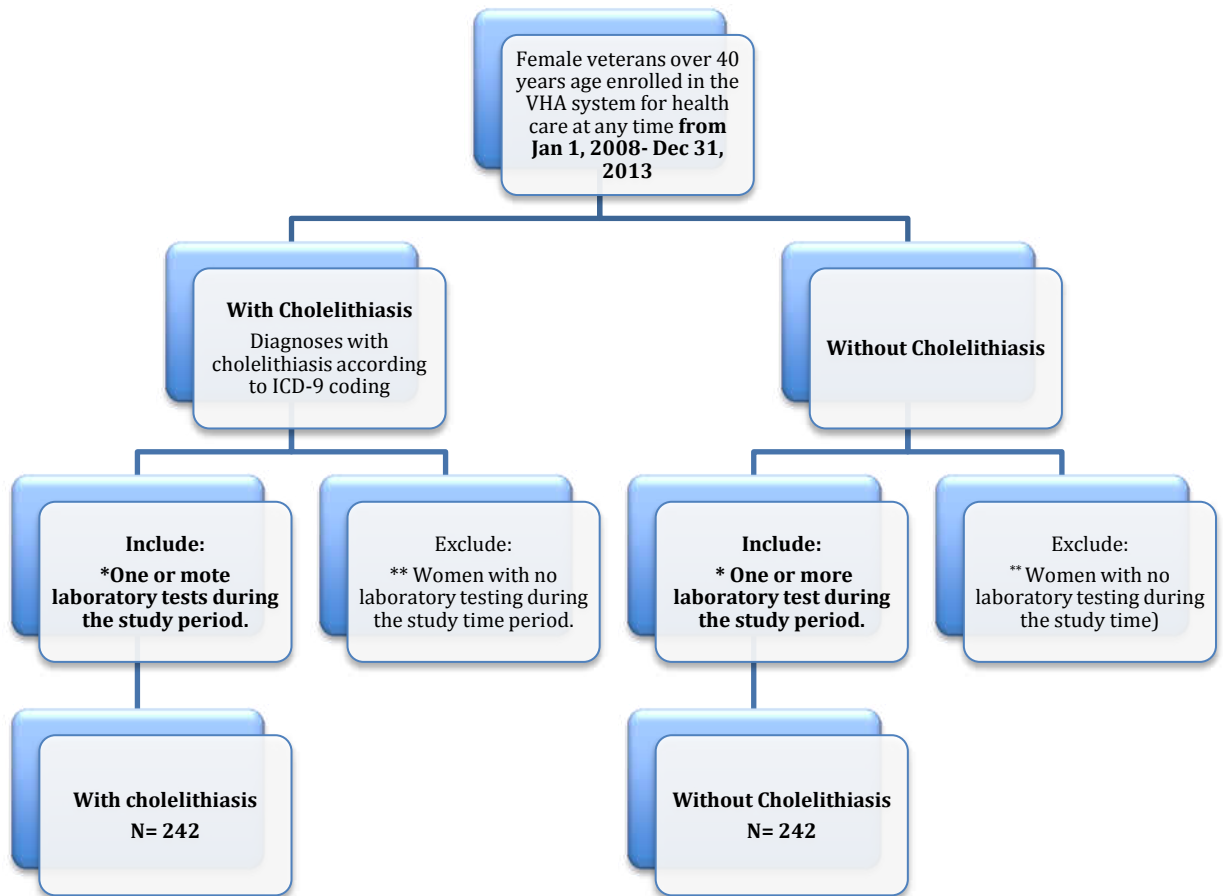 Female veterans over 40
years age enrolled in the
VHA system for health
care at any time from
Jan 1, 2008- Dec 31,
2013
With Cholelithiasis
Diagnoses with
cholelithiasis according
to ICD-9 coding
Without Cholelithiasis
Include:
*One or mote
laboratory tests during
the study period.
Exclude:
** Women with no
laboratory testing during
the study time period.
Include:
* One or more
laboratory test during
the study period.
Exclude:
** Women with no
laboratory testing during
the study time)
With cholelithiasis
N= 242
Without Cholelithiasis
N= 242